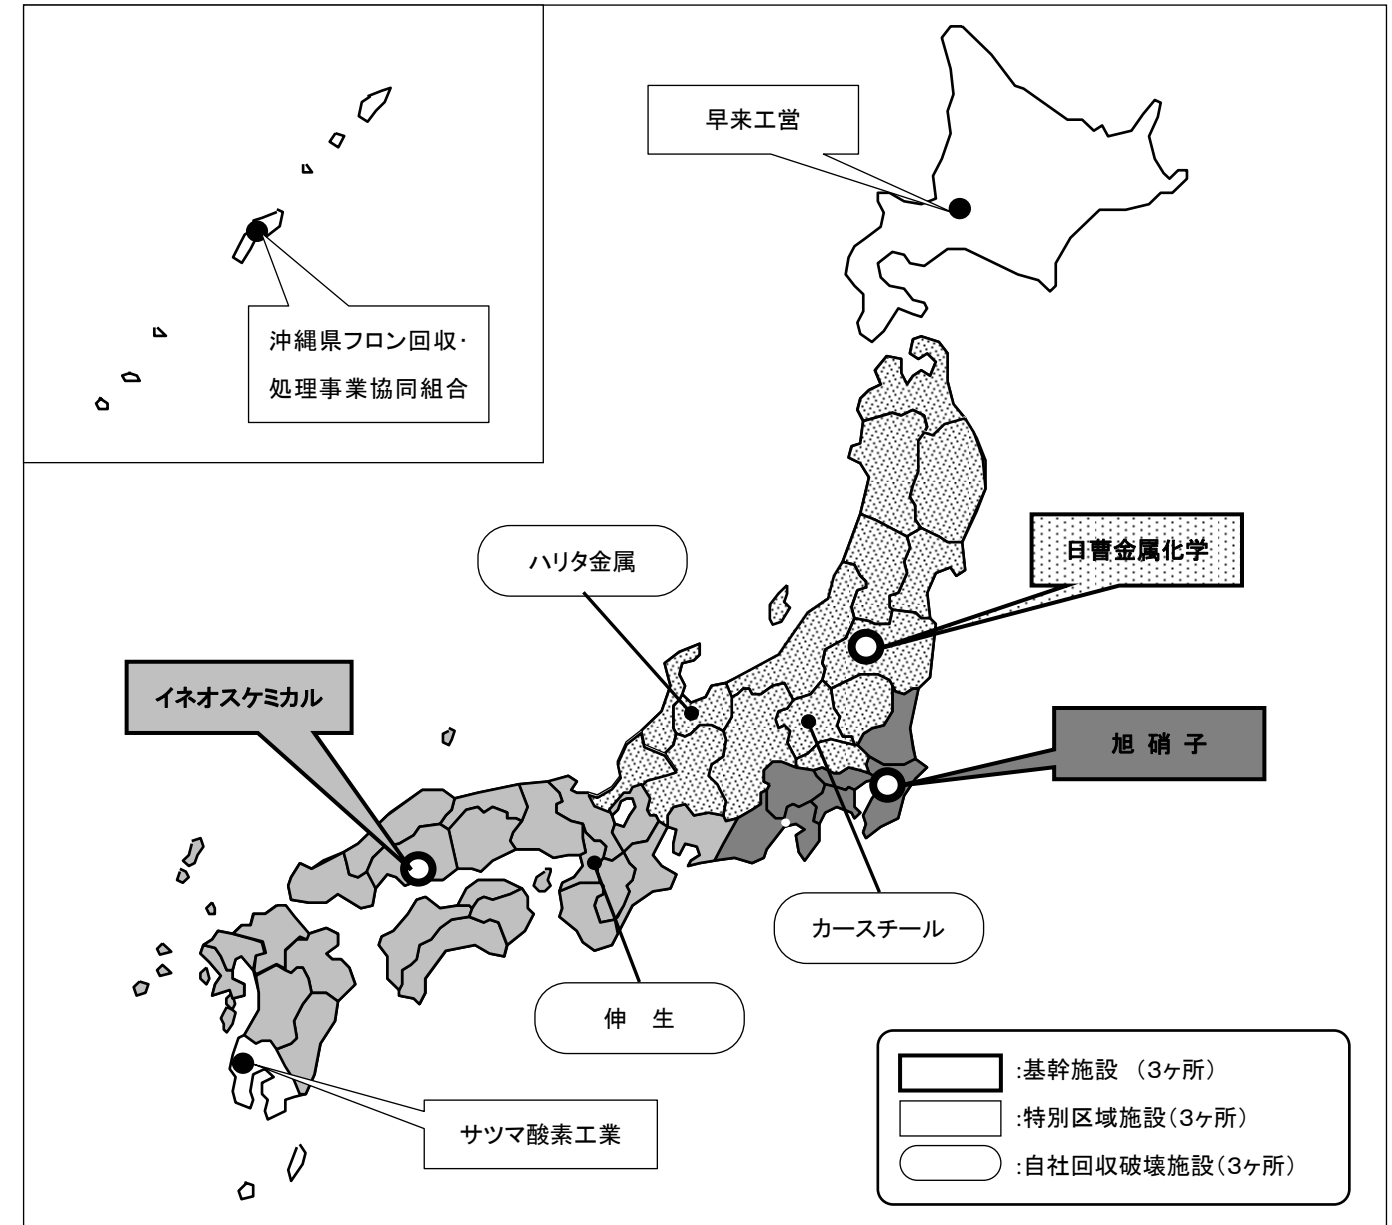 早来工営
沖縄県フロン回収・
処理事業協同組合
日曹金属化学
ハリタ金属
イネオスケミカル
旭 硝 子
カースチール
伸　生
サツマ酸素工業
:基幹施設 （3ヶ所）
:特別区域施設（3ヶ所）
:自社回収破壊施設（3ヶ所）